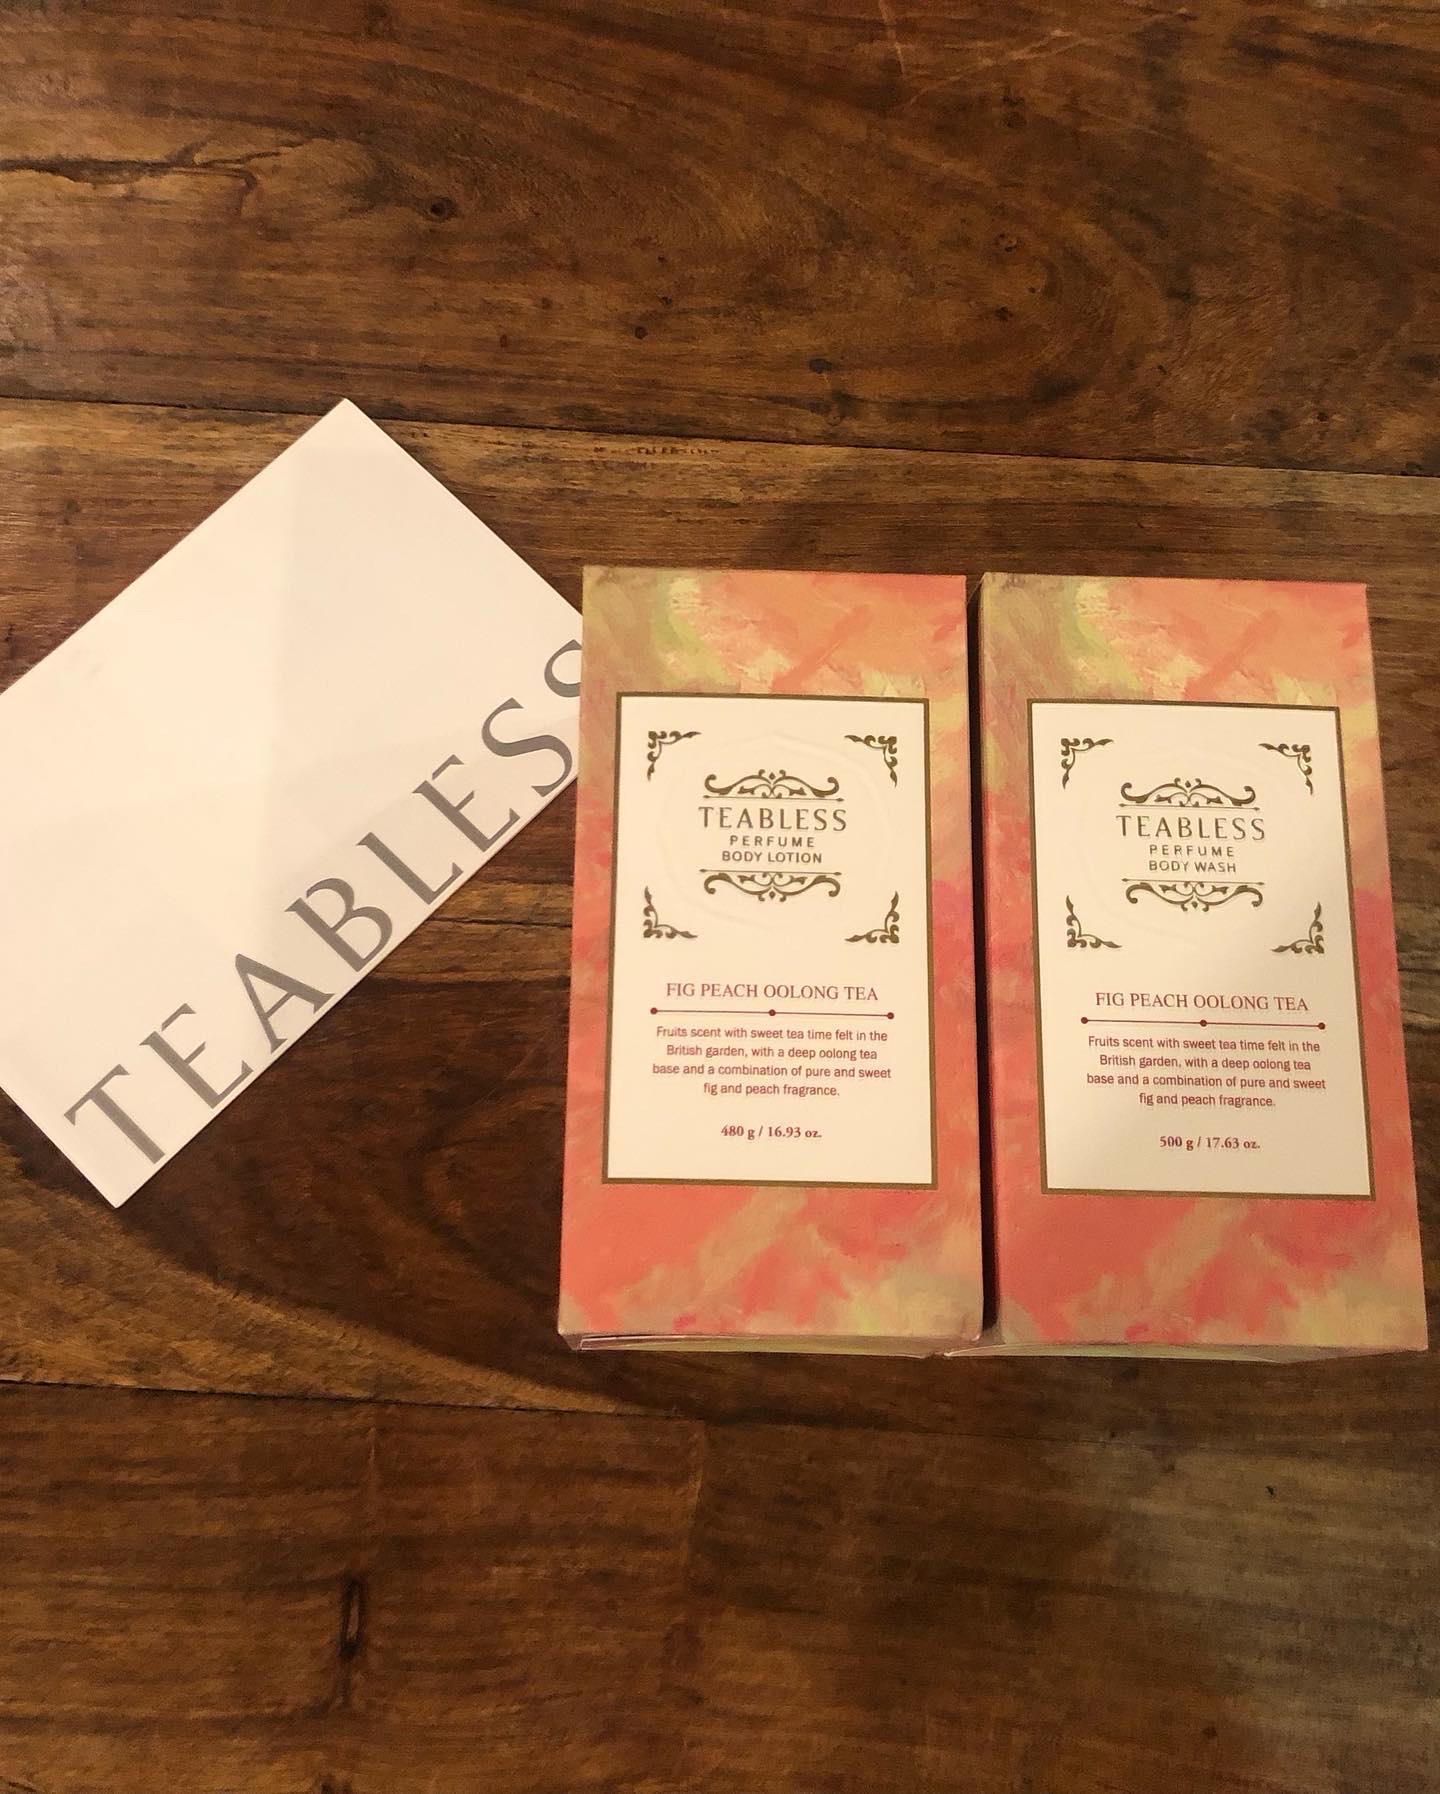 TEABLESS
TEABLESS
PERFUME
BODY LOTION
FIG PEACH OOLONG TEA
Fruits scent with sweet tea time felt in the
British garden, with a deep oolong tea
base and a combination of pure and sweet
fig and peach fragrance.
480 g / 16.93 oz.
TEABLESS
PERFUME
BODY WASH
FIG PEACH OOLONG TEA
Fruits scent with sweet tea time felt in the
British garden, with a deep oolong tea
base and a combination of pure and sweet
fig and peach fragrance.
500 g / 17.63 oz.